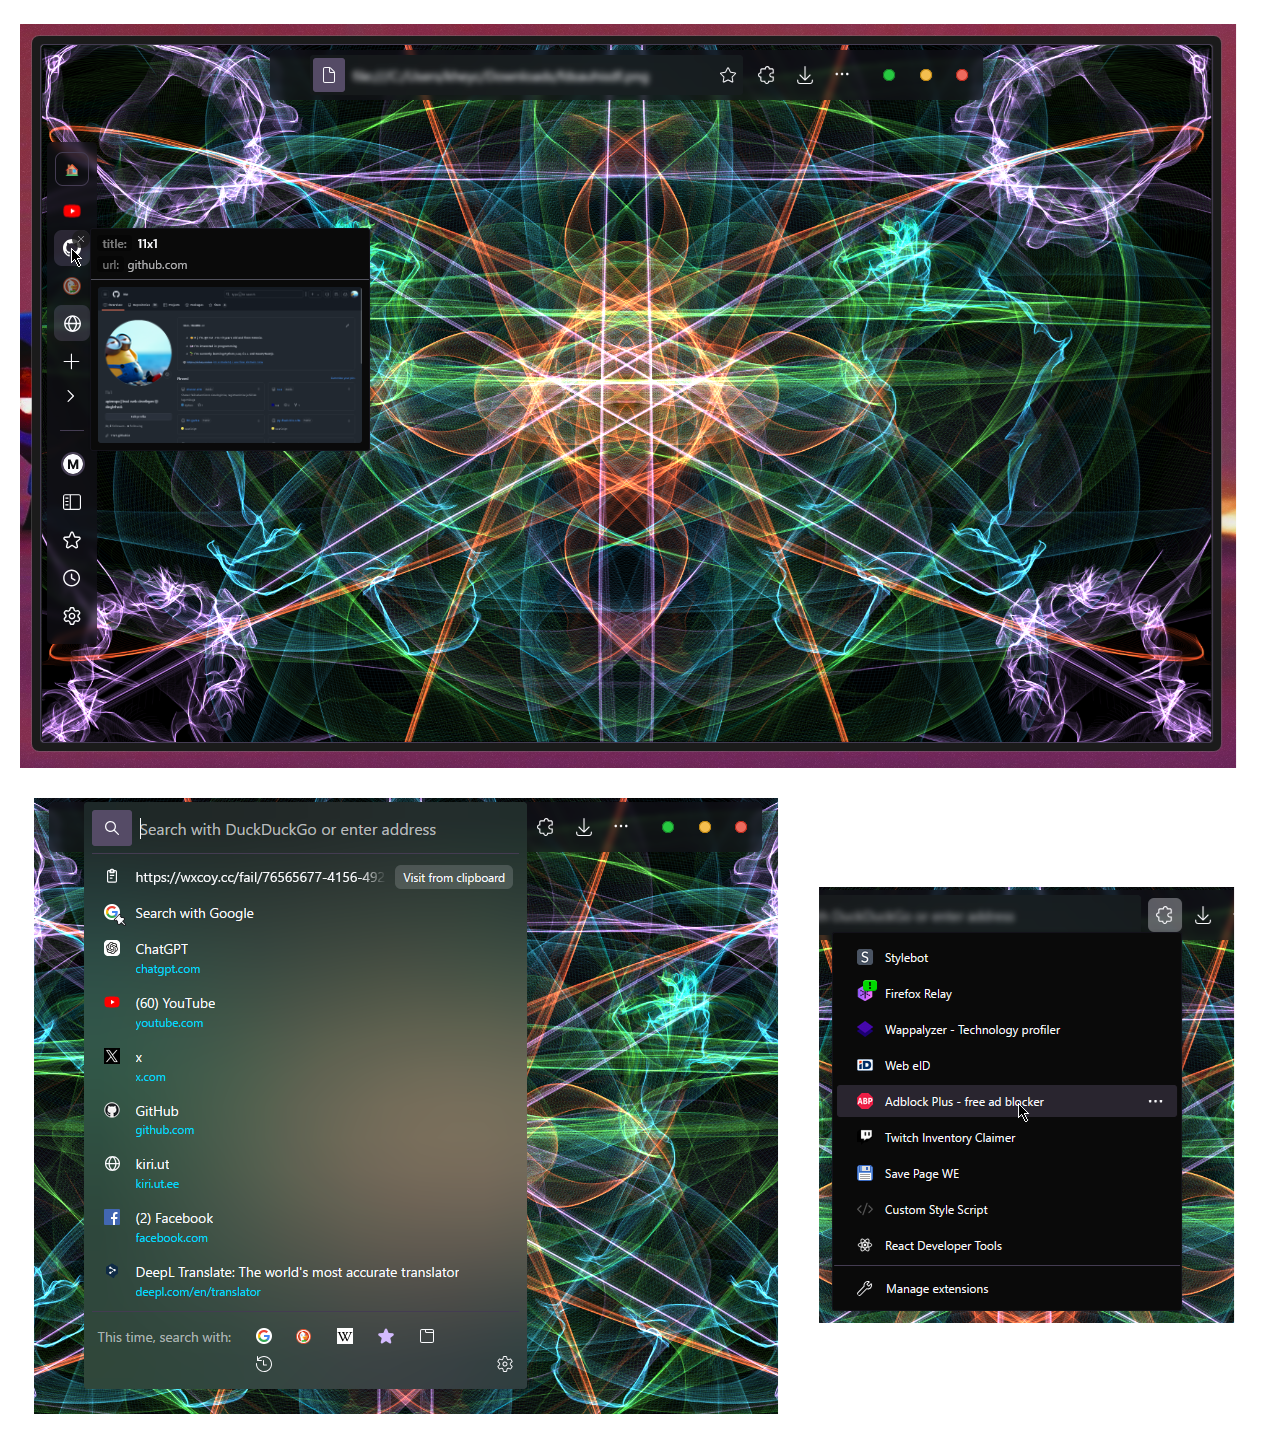 title: 11x1
url: github.com
M
Search with DuckDuckGo or enter address
https://wxcoy.cc/fail/76565677-4156-492
Visit from clipboard
Search with Google
ChatGPT
chatgpt.com
(60) YouTube
youtube.com
x
x.com
GitHub
github.com
kiri.ut
kiri.ut.ee
(2) Facebook
facebook.com
DeepL Translate: The world's most accurate translator
deepl.com/en/translator
This time, search with:
Stylebot
Firefox Relay
Wappalyzer - Technology profiler
Web eID
Adblock Plus - free ad blocker
Twitch Inventory Claimer
Save Page WE
Custom Style Script
React Developer Tools
Manage extensions